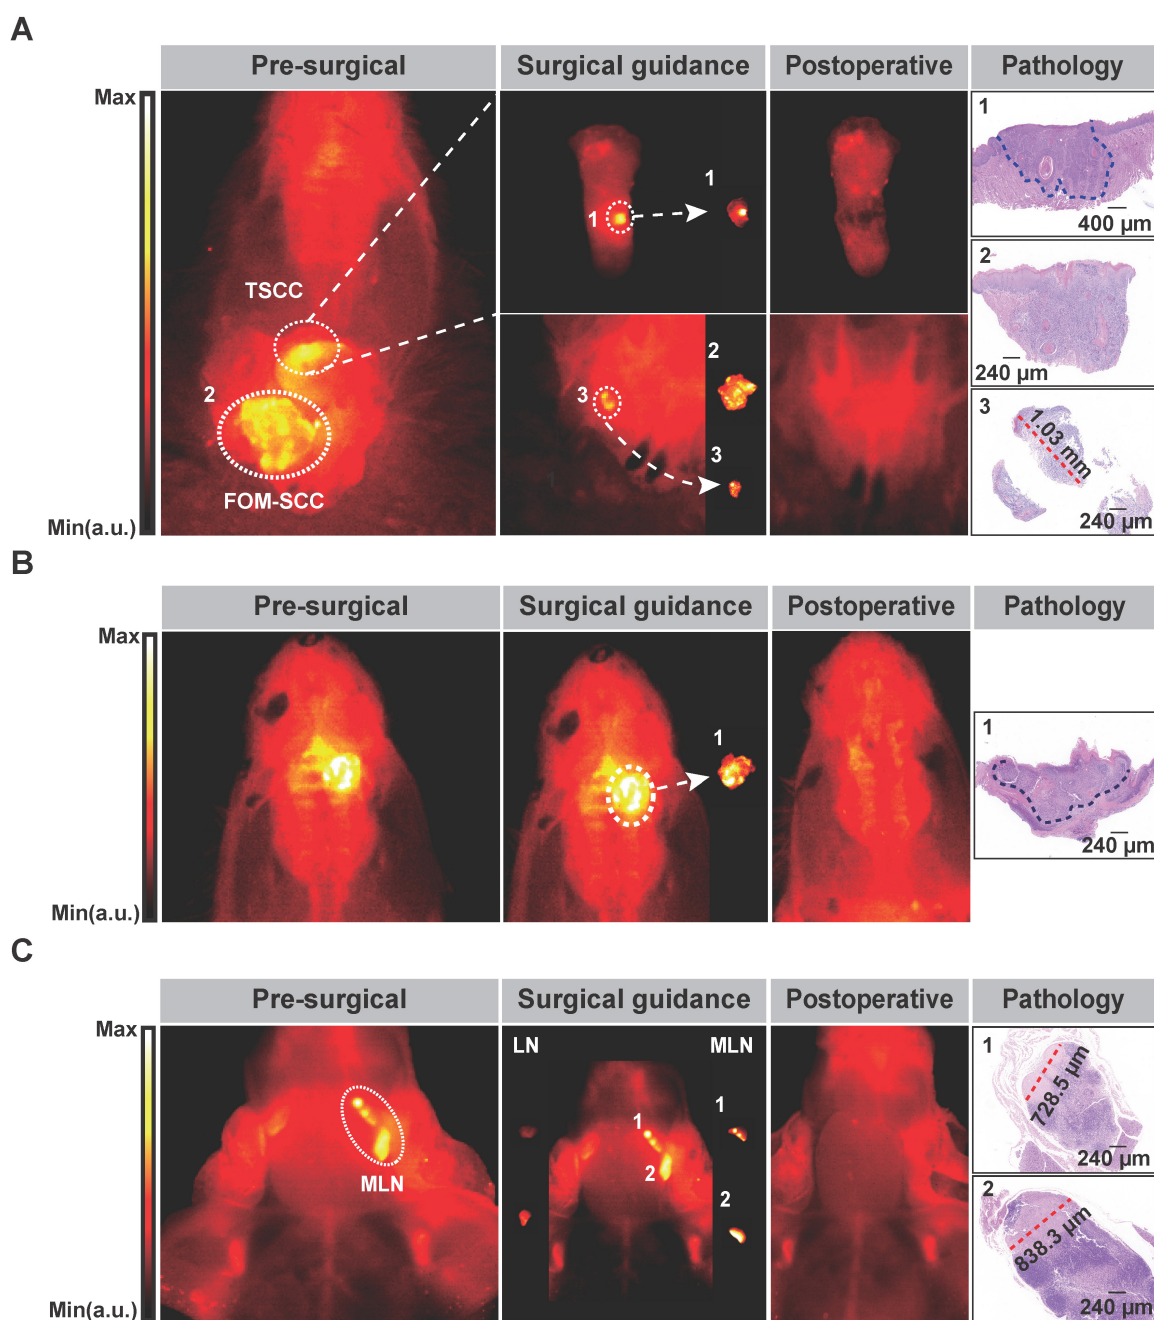 A
Pre-surgical
Surgical guidance
Postoperative
Pathology
Max
Min(a.u.)
TSCC
2
FOM-SCC
1
1
3
2
3
1
400 µm
2
240 µm
3
1.03 mm
240 µm
B
Pre-surgical
Surgical guidance
Postoperative
Pathology
Max
Min(a.u.)
1
1
240 µm
C
Pre-surgical
Surgical guidance
Postoperative
Pathology
Max
Min(a.u.)
MLN
LN
MLN
1
2
1
2
1
728.5 µm
240 µm
2
838.3 µm
240 µm